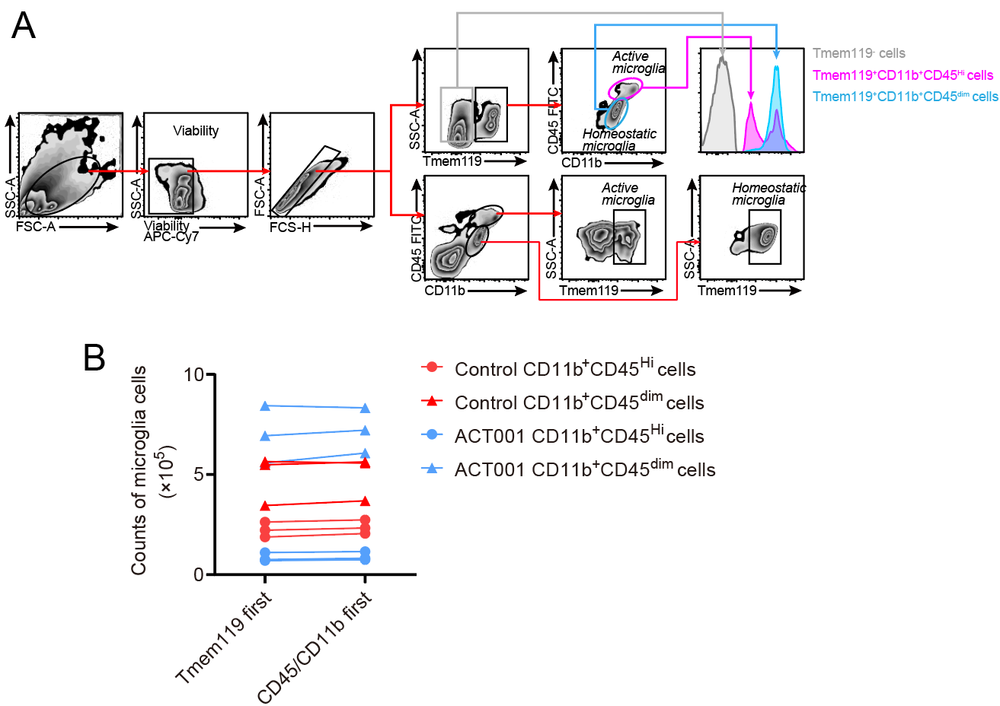 A
Tmem119- cells
Tmem119+CD11b+CD45Hi cells
Tmem119+CD11b+CD45dim cells
SSC-A
FSC-A
Viability
SSC-A
Viability
APC-Cy7
FSC-A
FCS-H
SSC-A
Tmem119
Active
microglia
Homeostatic
microglia
CD45 FITC
CD11b
CD45 FITC
CD11b
Active
microglia
SSC-A
Tmem119
Homeostatic
microglia
SSC-A
Tmem119
B
Counts of microglia cells
(×10⁵)
10
5
0
Tmem119 first
CD45/CD11b first
Control CD11b+CD45Hi cells
Control CD11b+CD45dim cells
ACT001 CD11b+CD45Hi cells
ACT001 CD11b+CD45dim cells